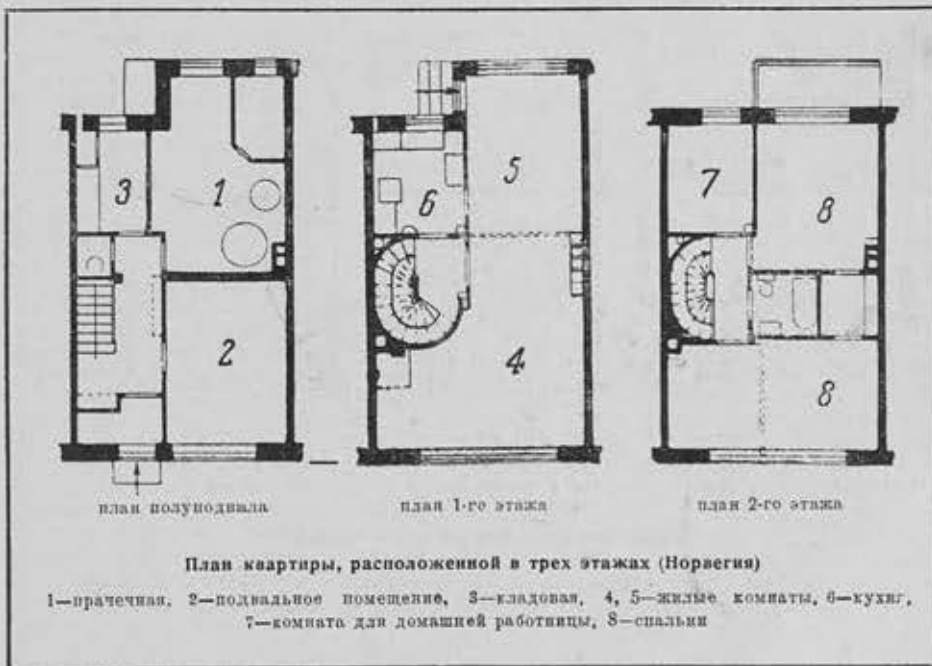 3
1
2
5
6
4
7
8
8
план полуподвала
план 1-го этажа
план 2-го этажа
План квартиры, расположенной в трех этажах (Норвегия)
1—прачечная, 2—подвальное помещение, 3—кладовая, 4, 5—жилые комнаты, 6—кухня,
7—комната для домашней работницы, 8—спальни